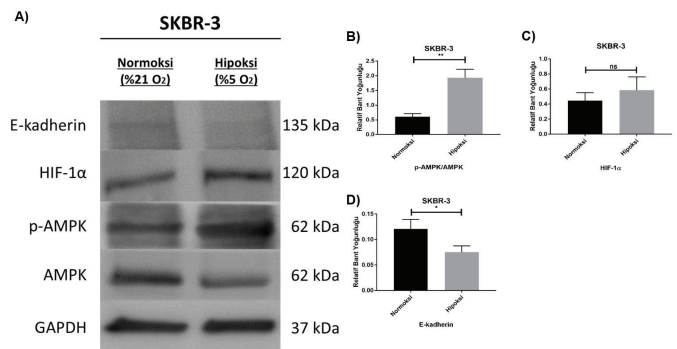 A)
SKBR-3
Normoksi Hipoksi
(%21 O2) (%5 O2)
E-kadherin 135 kDa
HIF-1α 120 kDa
p-AMPK 62 kDa
AMPK 62 kDa
GAPDH 37 kDa
B)
SKBR-3
**
Relatif Bant Yoğunluğu
2.5
2.0
1.5
1.0
0.5
0.0
Normoksi Hipoksi
p-AMPK/AMPK
C)
SKBR-3
ns
Relatif Bant Yoğunluğu
1.0
0.8
0.6
0.4
0.2
0.0
Normoksi Hipoksi
HIF-1α
D)
SKBR-3
*
Relatif Bant Yoğunluğu
0.15
0.10
0.05
0.00
Normoksi Hipoksi
E-kadherin